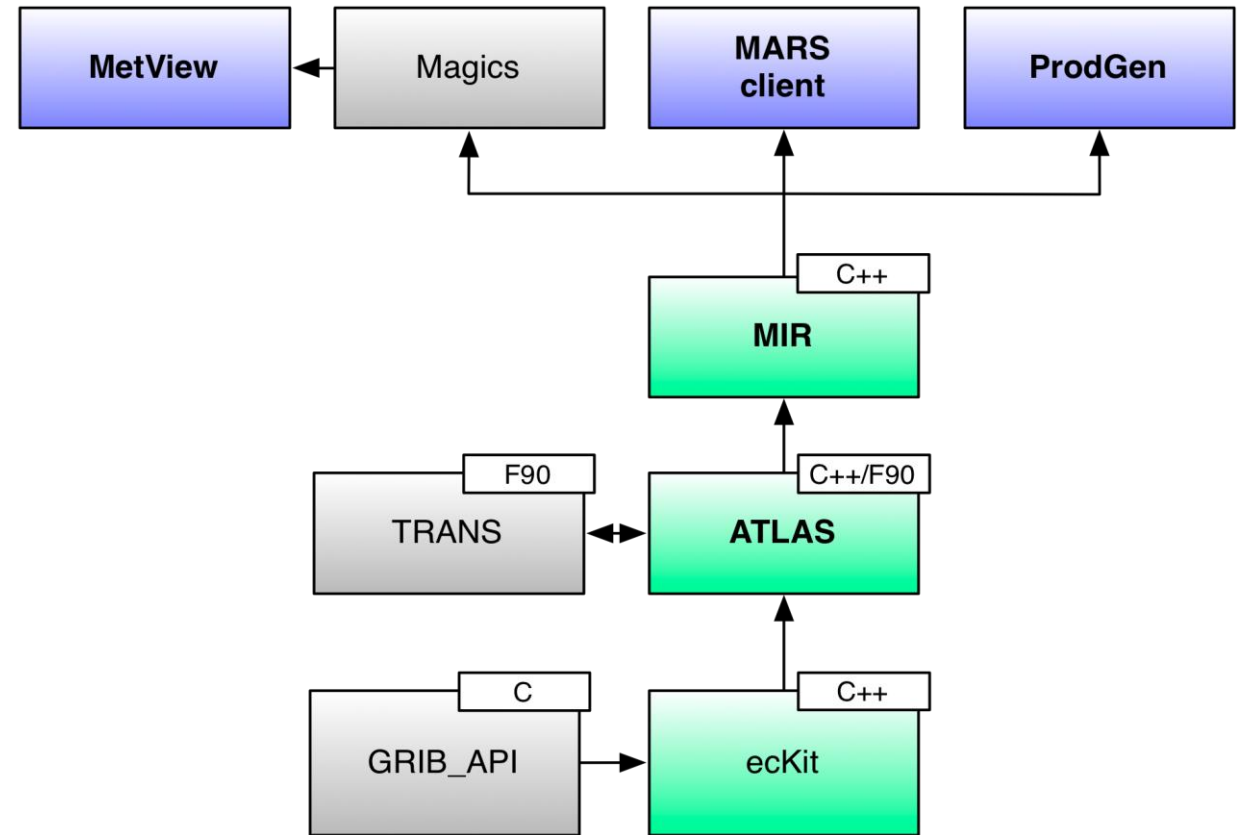 MetView
Magics
MARS
client
ProdGen
C++
MIR
F90
TRANS
C++/F90
ATLAS
C
GRIB_API
C++
ecKit